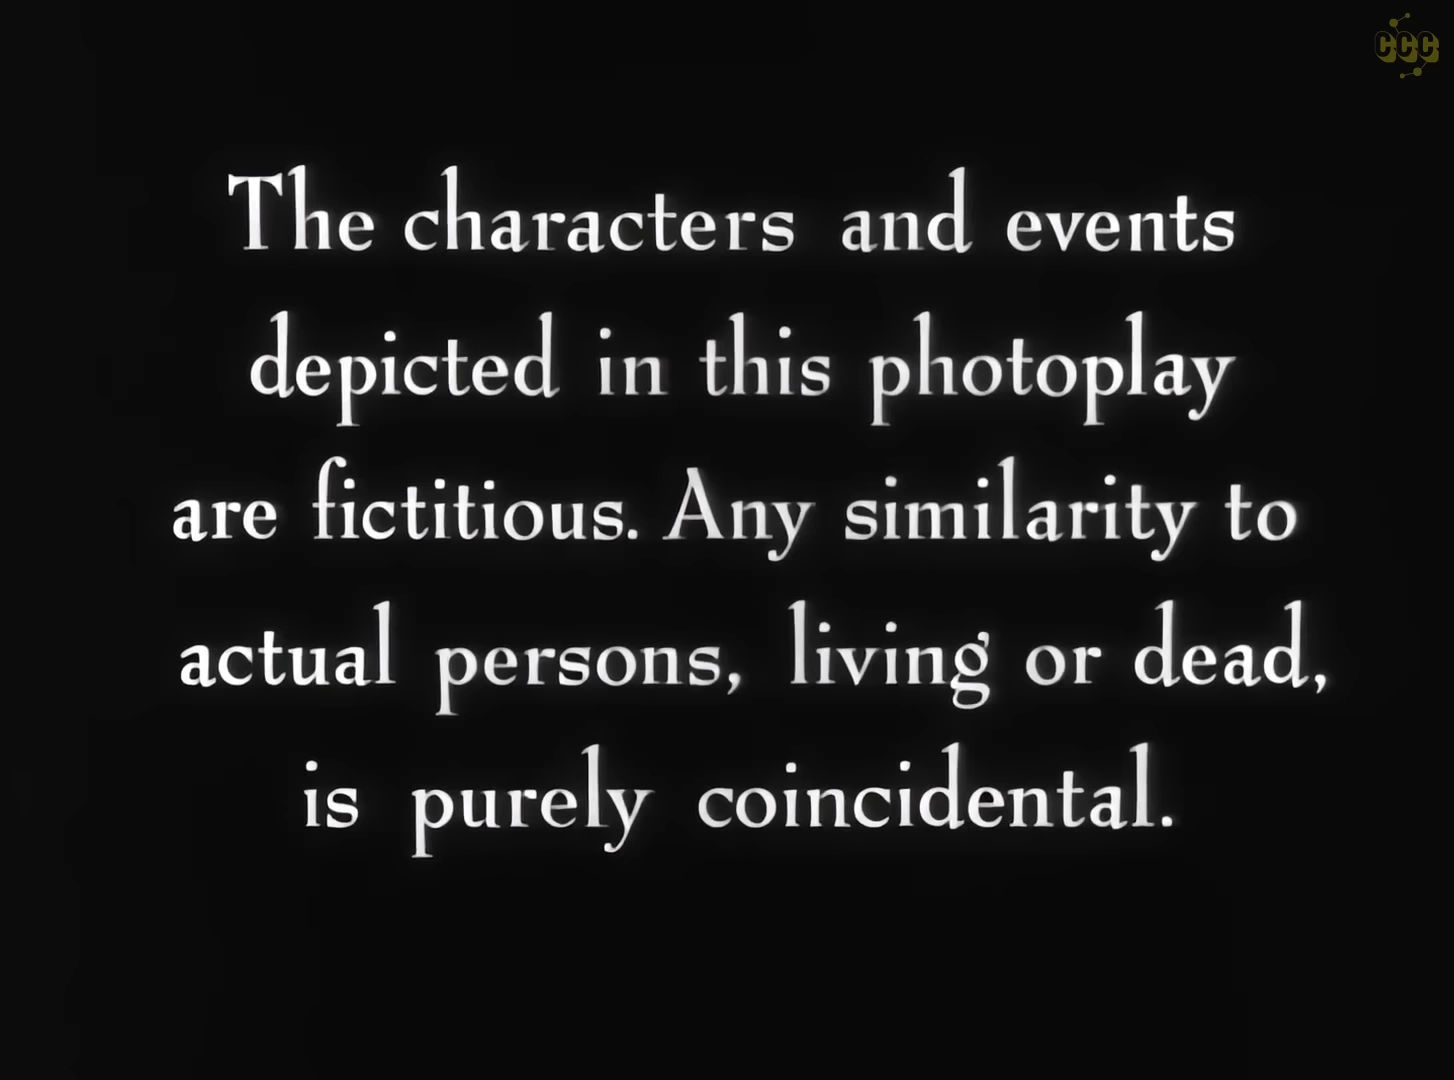 CCC
The characters and events
depicted in this photoplay
are fictitious. Any similarity to
actual persons, living or dead,
is purely coincidental.